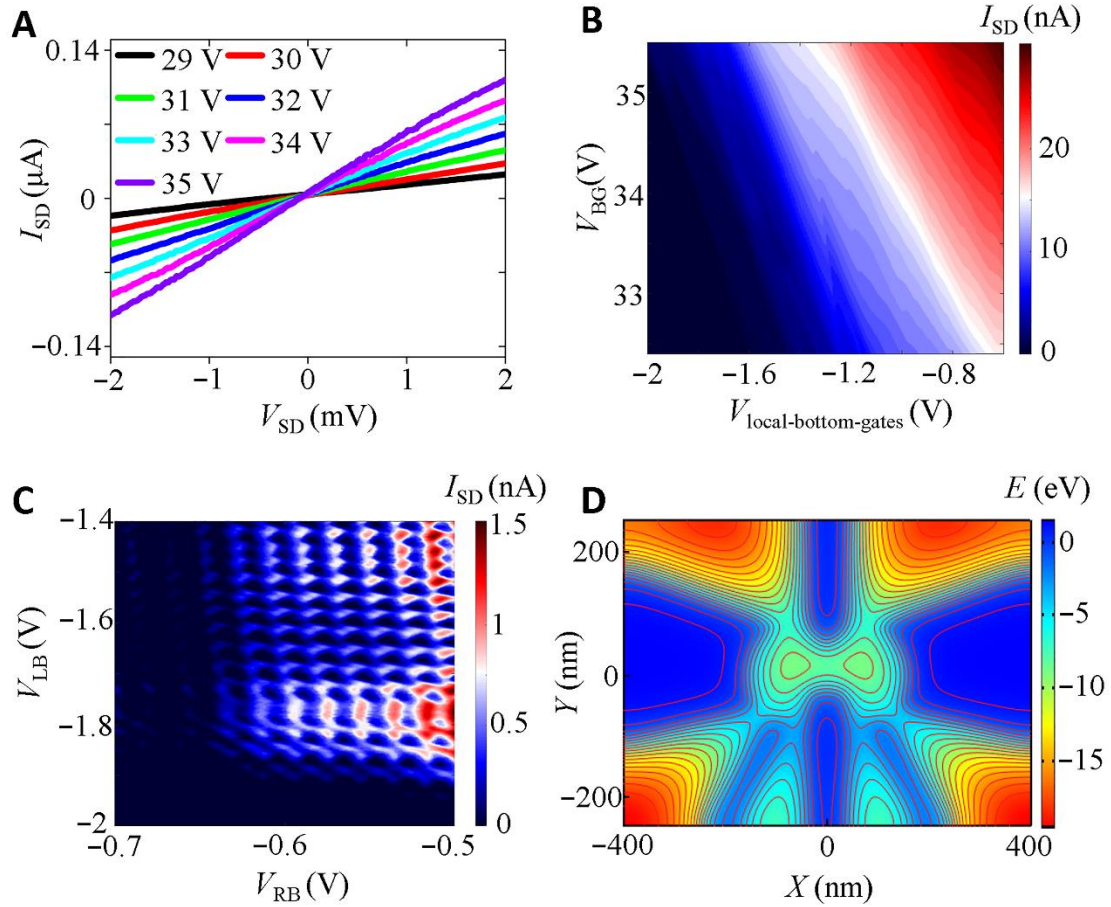 A
0.14
29 V 30 V
31 V 32 V
33 V 34 V
35 V
0
−0.14
I_SD (μA)
−2 −1 0 1 2
V_SD (mV)
B
I_SD (nA)
35
34
33
V_BG(V)
20
10
0
−2 −1.6 −1.2 −0.8
V_local-bottom-gates (V)
C
I_SD (nA)
−1.4
−1.6
−1.8
−2
V_LB (V)
1.5
1
0.5
0
−0.7 −0.6 −0.5
V_RB (V)
D
E (eV)
200
0
−200
Y (nm)
0
−5
−10
−15
−400 0 400
X (nm)